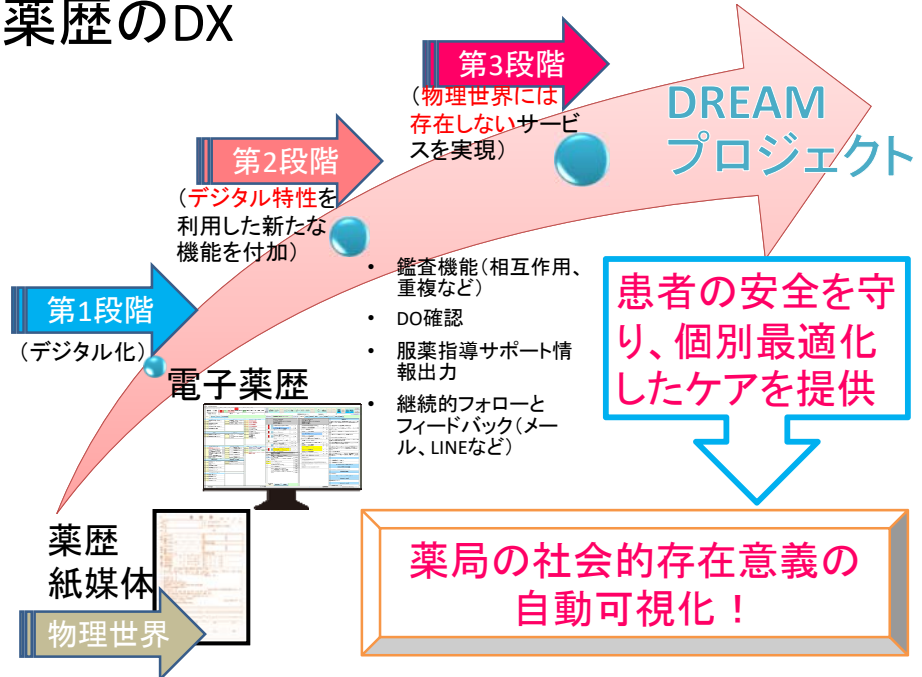 薬歴のDX
第3段階
（物理世界には
存在しないサービ
スを実現）
DREAM
プロジェクト
第2段階
（デジタル特性を
利用した新たな
機能を付加）
第1段階
（デジタル化）
• 鑑査機能（相互作用、
重複など）
• DO確認
• 服薬指導サポート情
報出力
• 継続的フォローと
フィードバック（メー
ル、LINEなど）
患者の安全を守
り、個別最適化
したケアを提供
電子薬歴
薬歴
紙媒体
物理世界
薬局の社会的存在意義の
自動可視化！